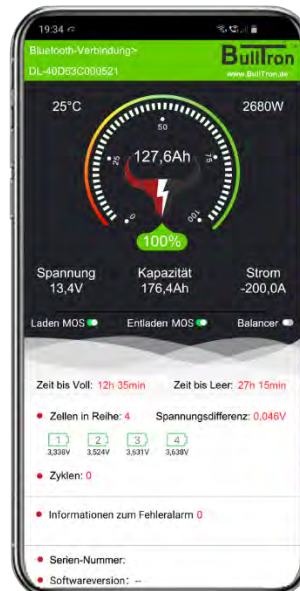 19:34
Bluetooth-Verbindung>
BullTron
DL-40D63C000521
www.BullTron.de
25°C
2680W
0 25 50 75 100
127,6Ah
100%
Spannung Kapazität Strom
13,4V 176,4Ah -200,0A
Laden MOS Entladen MOS Balancer
Zeit bis Voll: 12h 35min Zeit bis Leer: 27h 15min
Zellen in Reihe: 4 Spannungsdifferenz: 0,046V
1 2 3 4
3,338V 3,524V 3,631V 3,638V
Zyklen: 0
Informationen zum Fehleralarm 0
Serien-Nummer:
Softwareversion: --